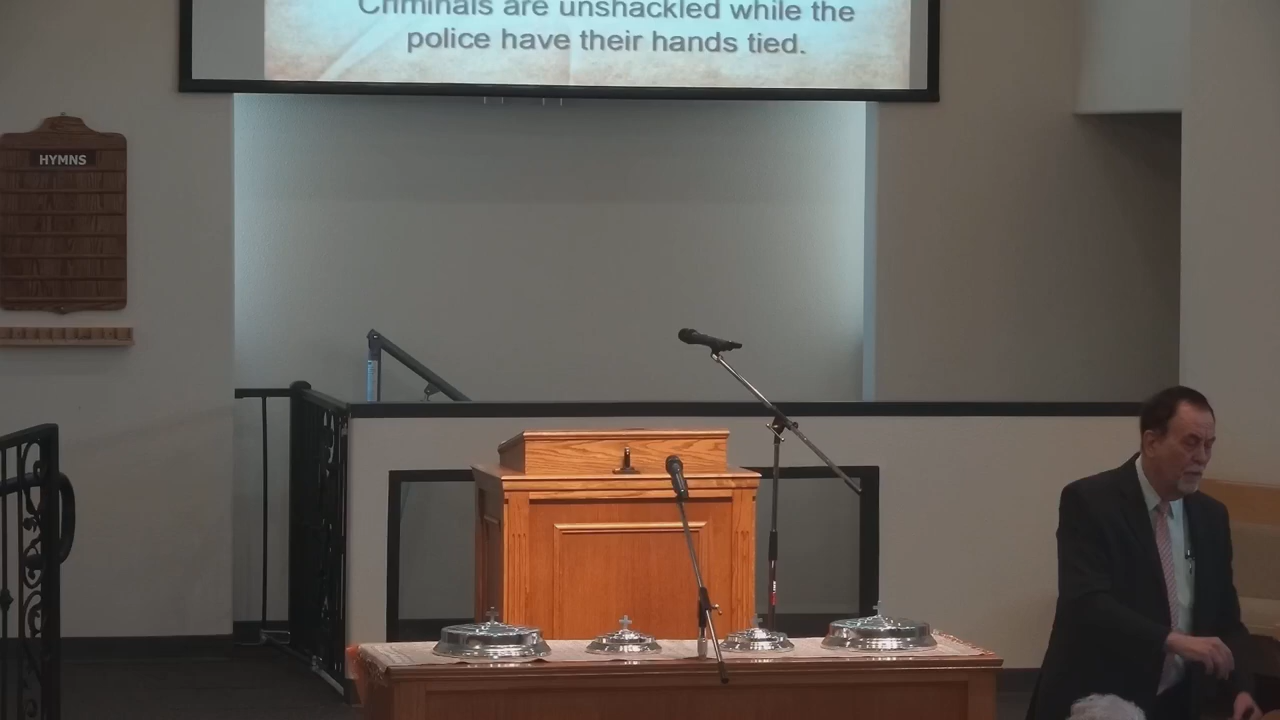 Criminals are unshackled while the
police have their hands tied.
HYMNS